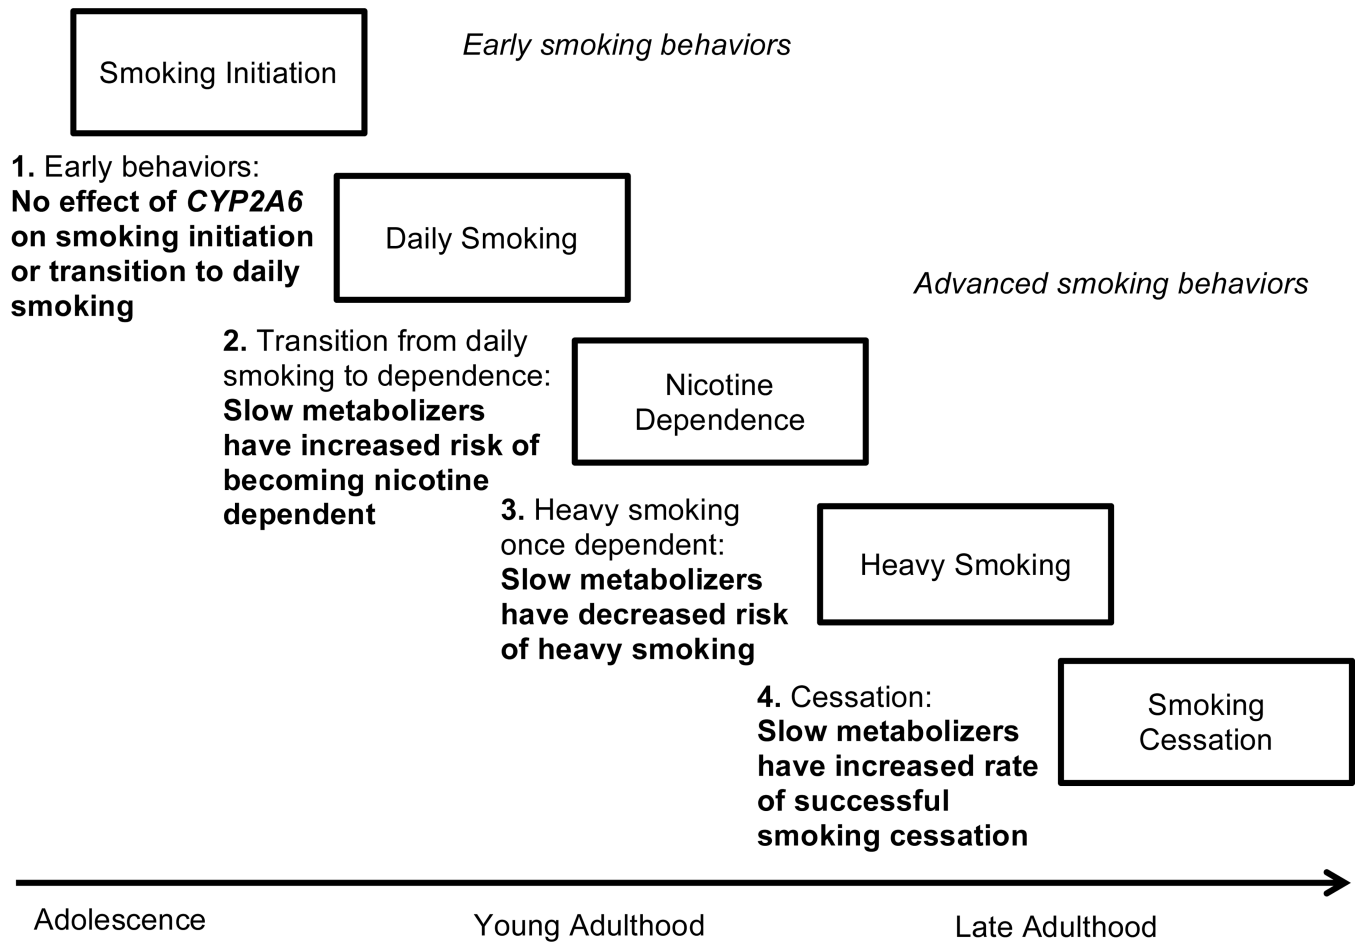 Smoking Initiation
Early smoking behaviors
1. Early behaviors:
No effect of CYP2A6
on smoking initiation
or transition to daily
smoking
Daily Smoking
Advanced smoking behaviors
2. Transition from daily
smoking to dependence:
Slow metabolizers
have increased risk of
becoming nicotine
dependent
Nicotine
Dependence
3. Heavy smoking
once dependent:
Slow metabolizers
have decreased risk
of heavy smoking
Heavy Smoking
4. Cessation:
Slow metabolizers
have increased rate
of successful
smoking cessation
Smoking
Cessation
Adolescence
Young Adulthood
Late Adulthood